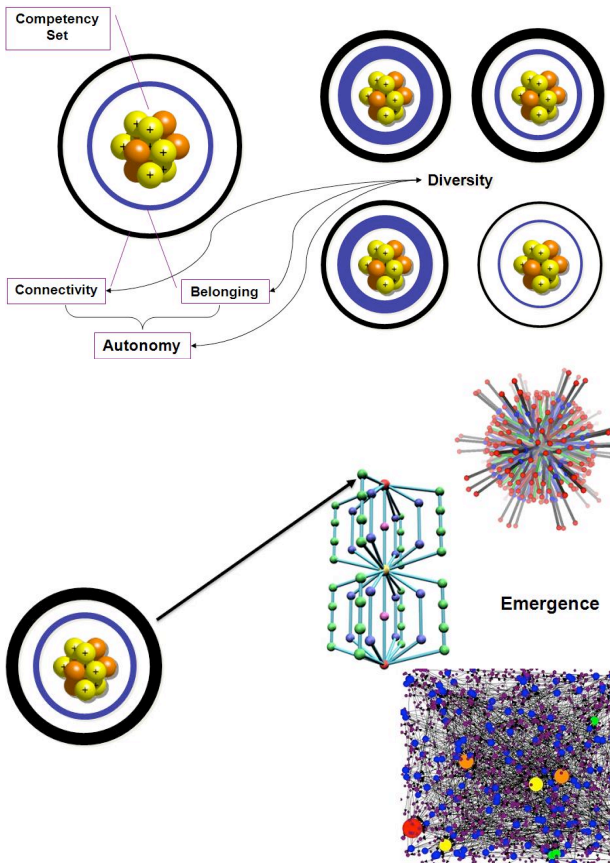 Competency
Set
Diversity
Connectivity
Belonging
Autonomy
Emergence